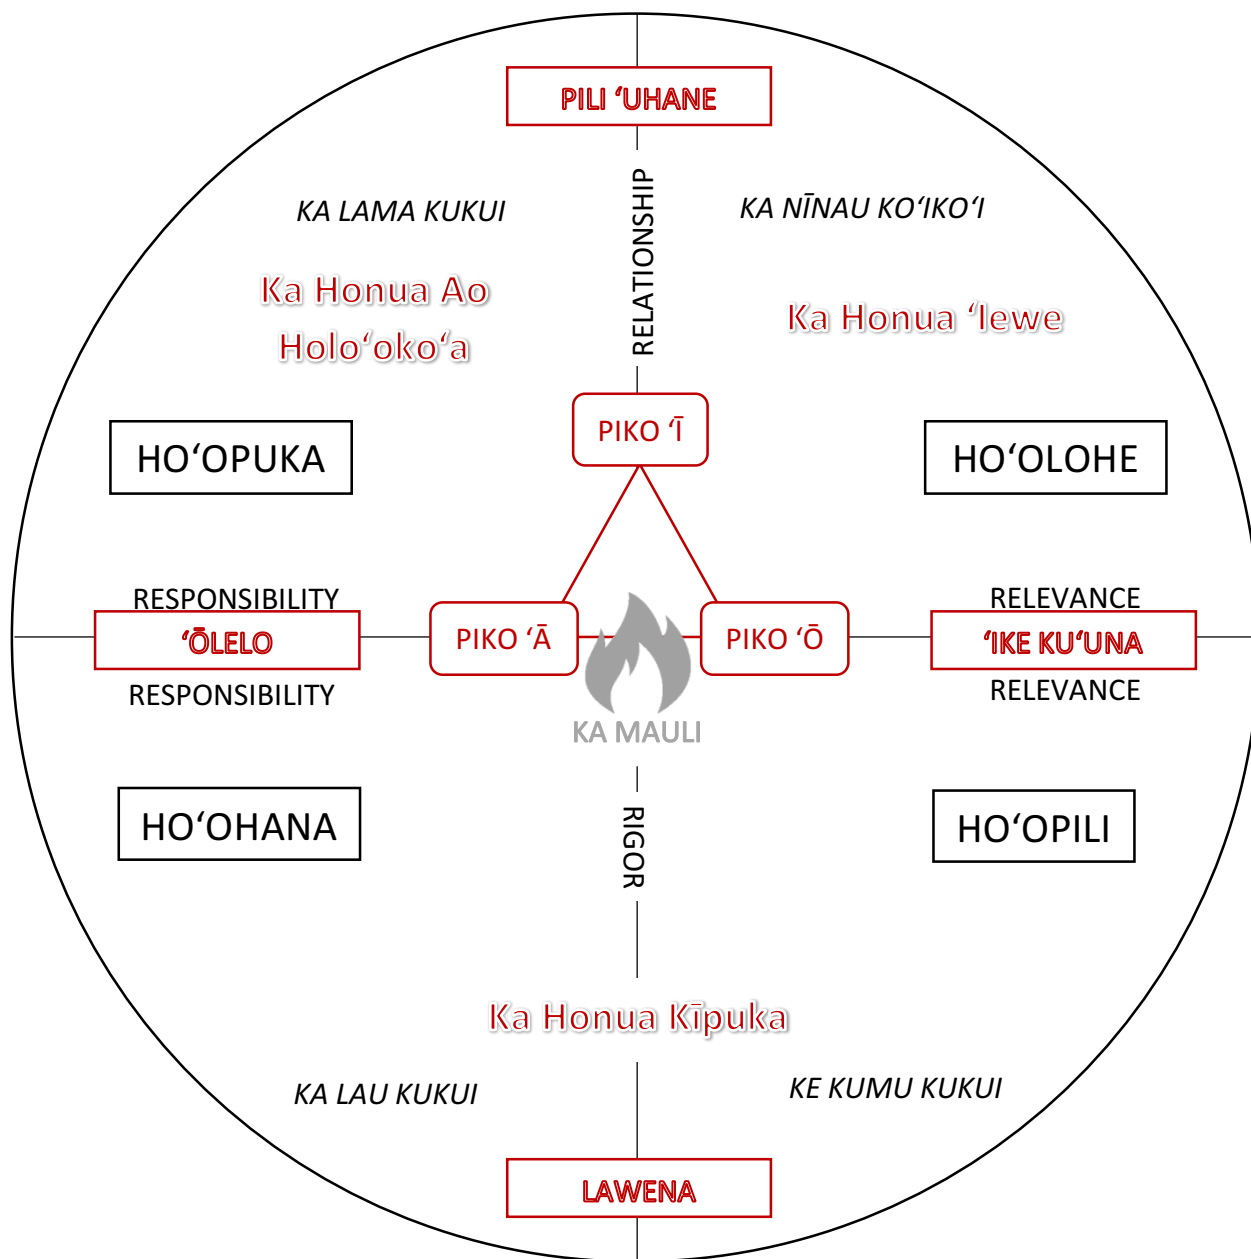 PILI ʻUHANE
RELATIONSHIP
KA LAMA KUKUI
KA NĪNAU KOʻIKOʻI
Ka Honua Ao
Holoʻokoʻa
Ka Honua ʻIewe
PIKO ʻĪ
HOʻOPUKA
HOʻOLOHE
RESPONSIBILITY
ʻŌLELO
RESPONSIBILITY
PIKO ʻĀ
PIKO ʻŌ
RELEVANCE
ʻIKE KUʻUNA
RELEVANCE
KA MAULI
HOʻOHANA
RIGOR
HOʻOPILI
Ka Honua Kīpuka
KA LAU KUKUI
KE KUMU KUKUI
LAWENA